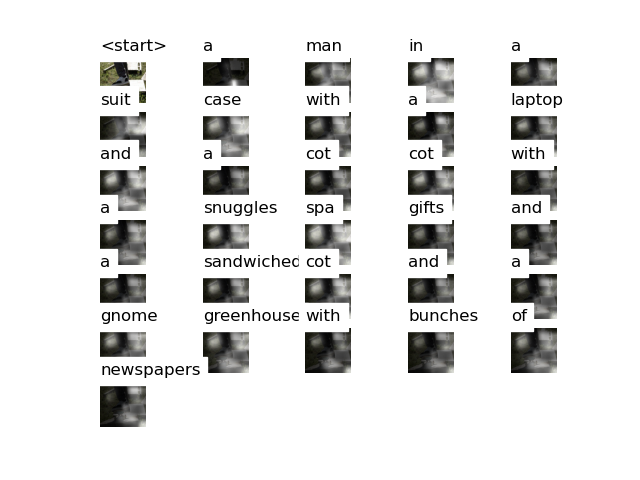 <start> a man in a
suit case with a laptop
and a cot cot with
a snuggles spa gifts and
a sandwiched cot and a
gnome greenhouse with bunches of
newspapers